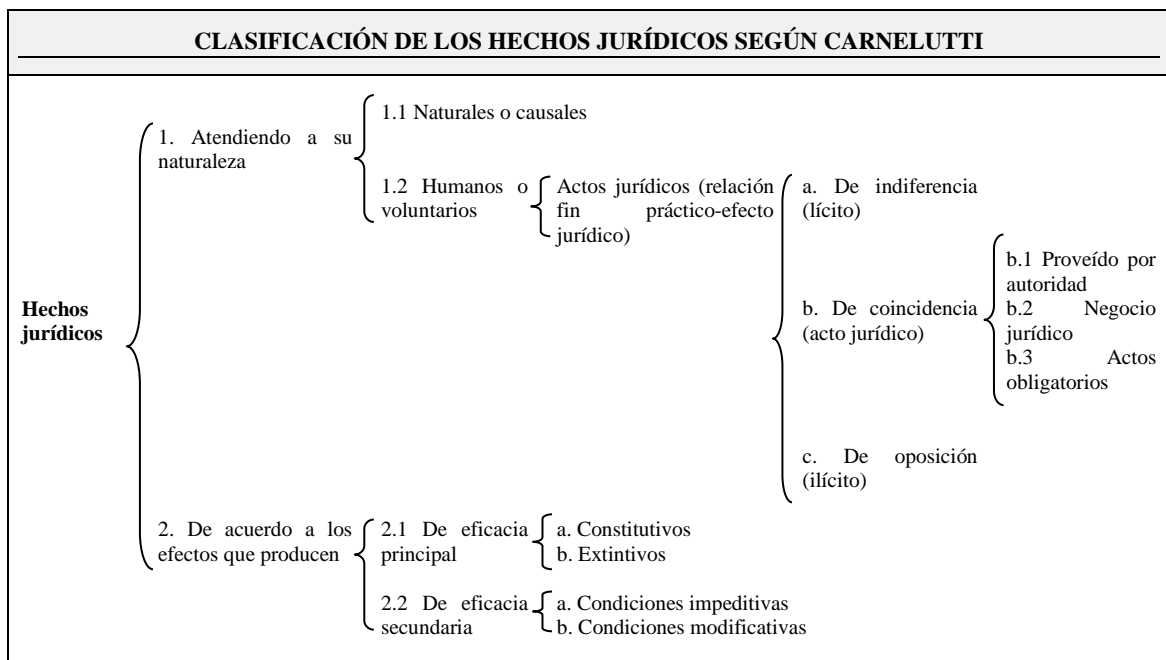 CLASIFICACIÓN DE LOS HECHOS JURÍDICOS SEGÚN CARNELUTTI
Hechos
jurídicos
1. Atendiendo a su
naturaleza
1.1 Naturales o causales
1.2 Humanos o
voluntarios
Actos jurídicos (relación
fin práctico-efecto
jurídico)
a. De indiferencia
(lícito)
b. De coincidencia
(acto jurídico)
b.1 Proveído por
autoridad
b.2 Negocio
jurídico
b.3 Actos
obligatorios
c. De oposición
(ilícito)
2. De acuerdo a los
efectos que producen
2.1 De eficacia
principal
a. Constitutivos
b. Extintivos
2.2 De eficacia
secundaria
a. Condiciones impeditivas
b. Condiciones modificativas